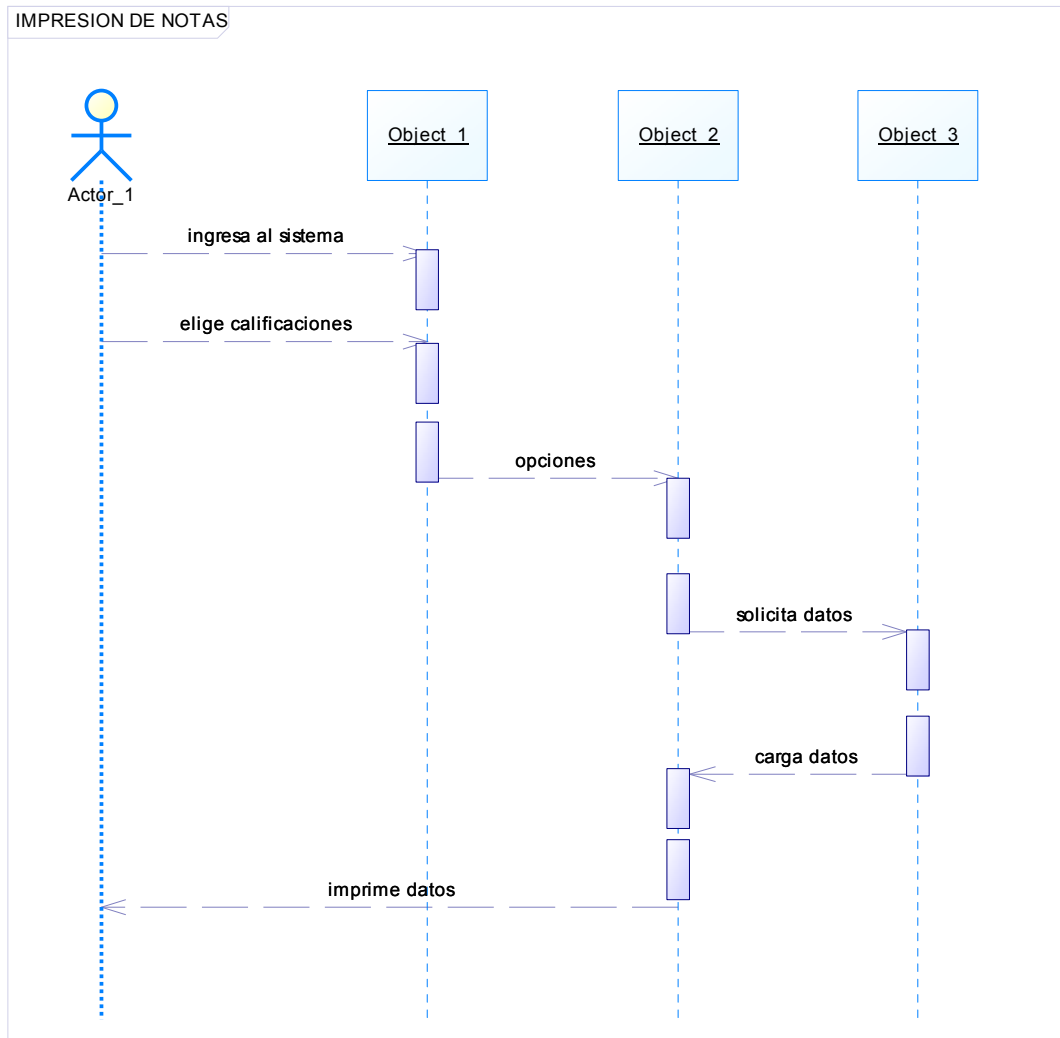 IMPRESION DE NOTAS
Object_1
Object_2
Object_3
Actor_1
ingresa al sistema
elige calificaciones
opciones
solicita datos
carga datos
imprime datos